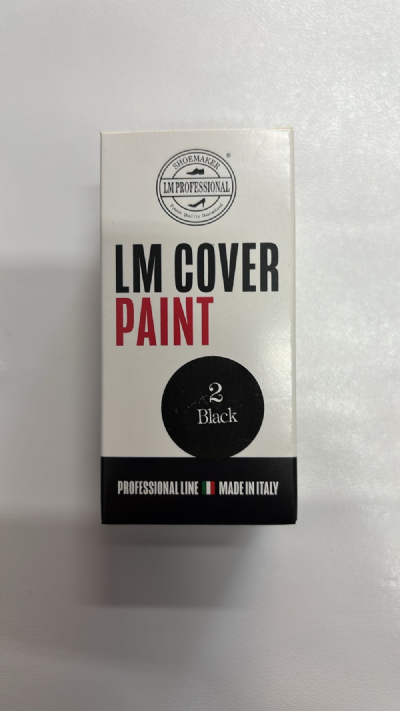 SHOEMAKER
®
LM PROFESSIONAL
LM COVER
PAINT
2
Black
PROFESSIONAL LINE MADE IN ITALY